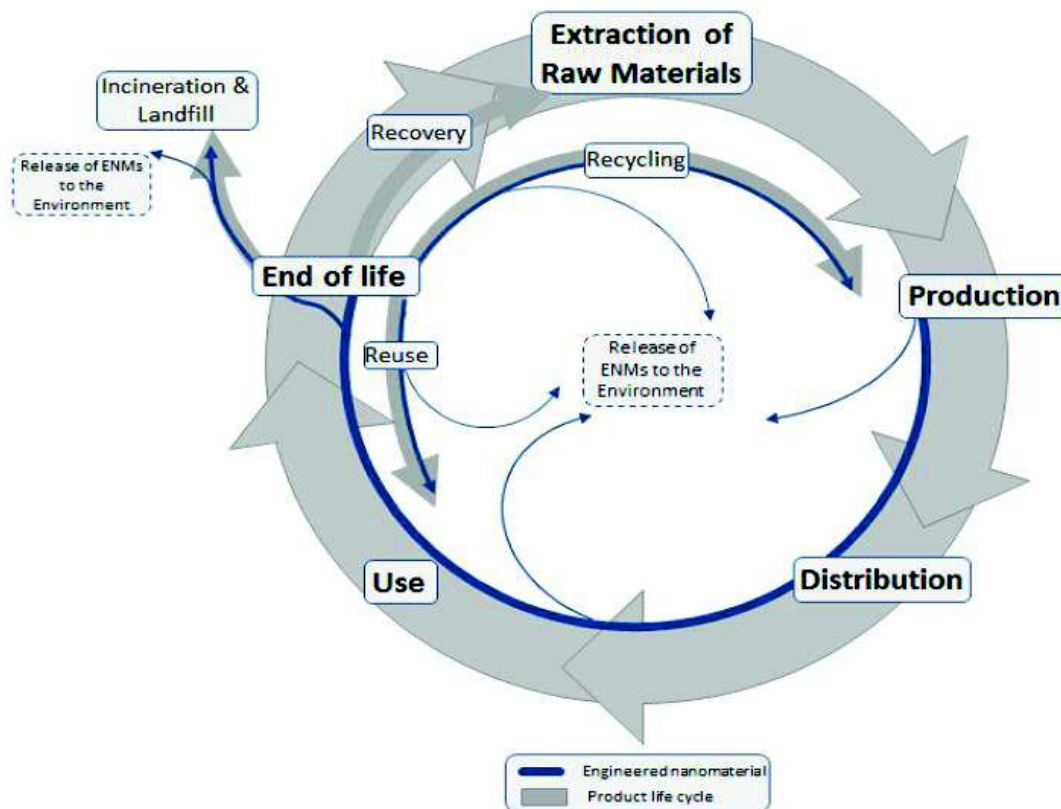 Extraction of
Raw Materials
Incineration &
Landfill
Recovery
Recycling
Release of ENMs
to the
Environment
End of life
Production
Reuse
Release of
ENMs to the
Environment
Use
Distribution
Engineered nanomaterial
Product life cycle